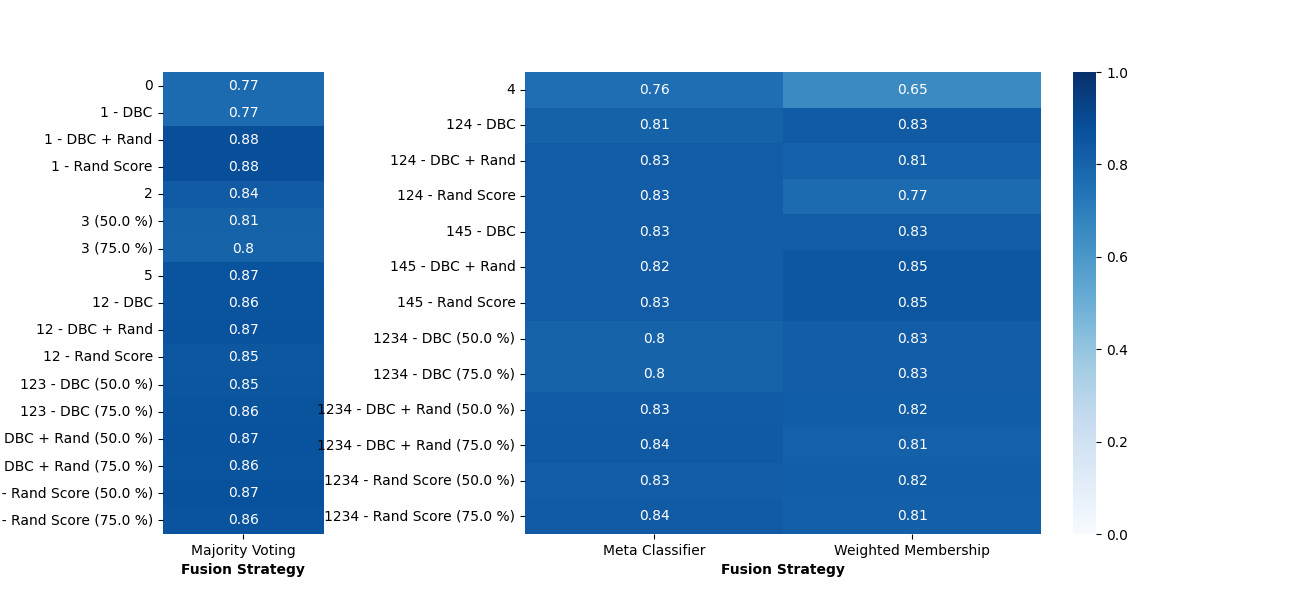 0 0.77
1 - DBC 0.77
1 - DBC + Rand 0.88
1 - Rand Score 0.88
2 0.84
3 (50.0 %) 0.81
3 (75.0 %) 0.8
5 0.87
12 - DBC 0.86
12 - DBC + Rand 0.87
12 - Rand Score 0.85
123 - DBC (50.0 %) 0.85
123 - DBC (75.0 %) 0.86
DBC + Rand (50.0 %) 0.87
DBC + Rand (75.0 %) 0.86
- Rand Score (50.0 %) 0.87
- Rand Score (75.0 %) 0.86
Majority Voting
Fusion Strategy
4 0.76 0.65
124 - DBC 0.81 0.83
124 - DBC + Rand 0.83 0.81
124 - Rand Score 0.83 0.77
145 - DBC 0.83 0.83
145 - DBC + Rand 0.82 0.85
145 - Rand Score 0.83 0.85
1234 - DBC (50.0 %) 0.8 0.83
1234 - DBC (75.0 %) 0.8 0.83
1234 - DBC + Rand (50.0 %) 0.83 0.82
1234 - DBC + Rand (75.0 %) 0.84 0.81
1234 - Rand Score (50.0 %) 0.83 0.82
1234 - Rand Score (75.0 %) 0.84 0.81
Meta Classifier Weighted Membership
Fusion Strategy
1.0
0.8
0.6
0.4
0.2
0.0